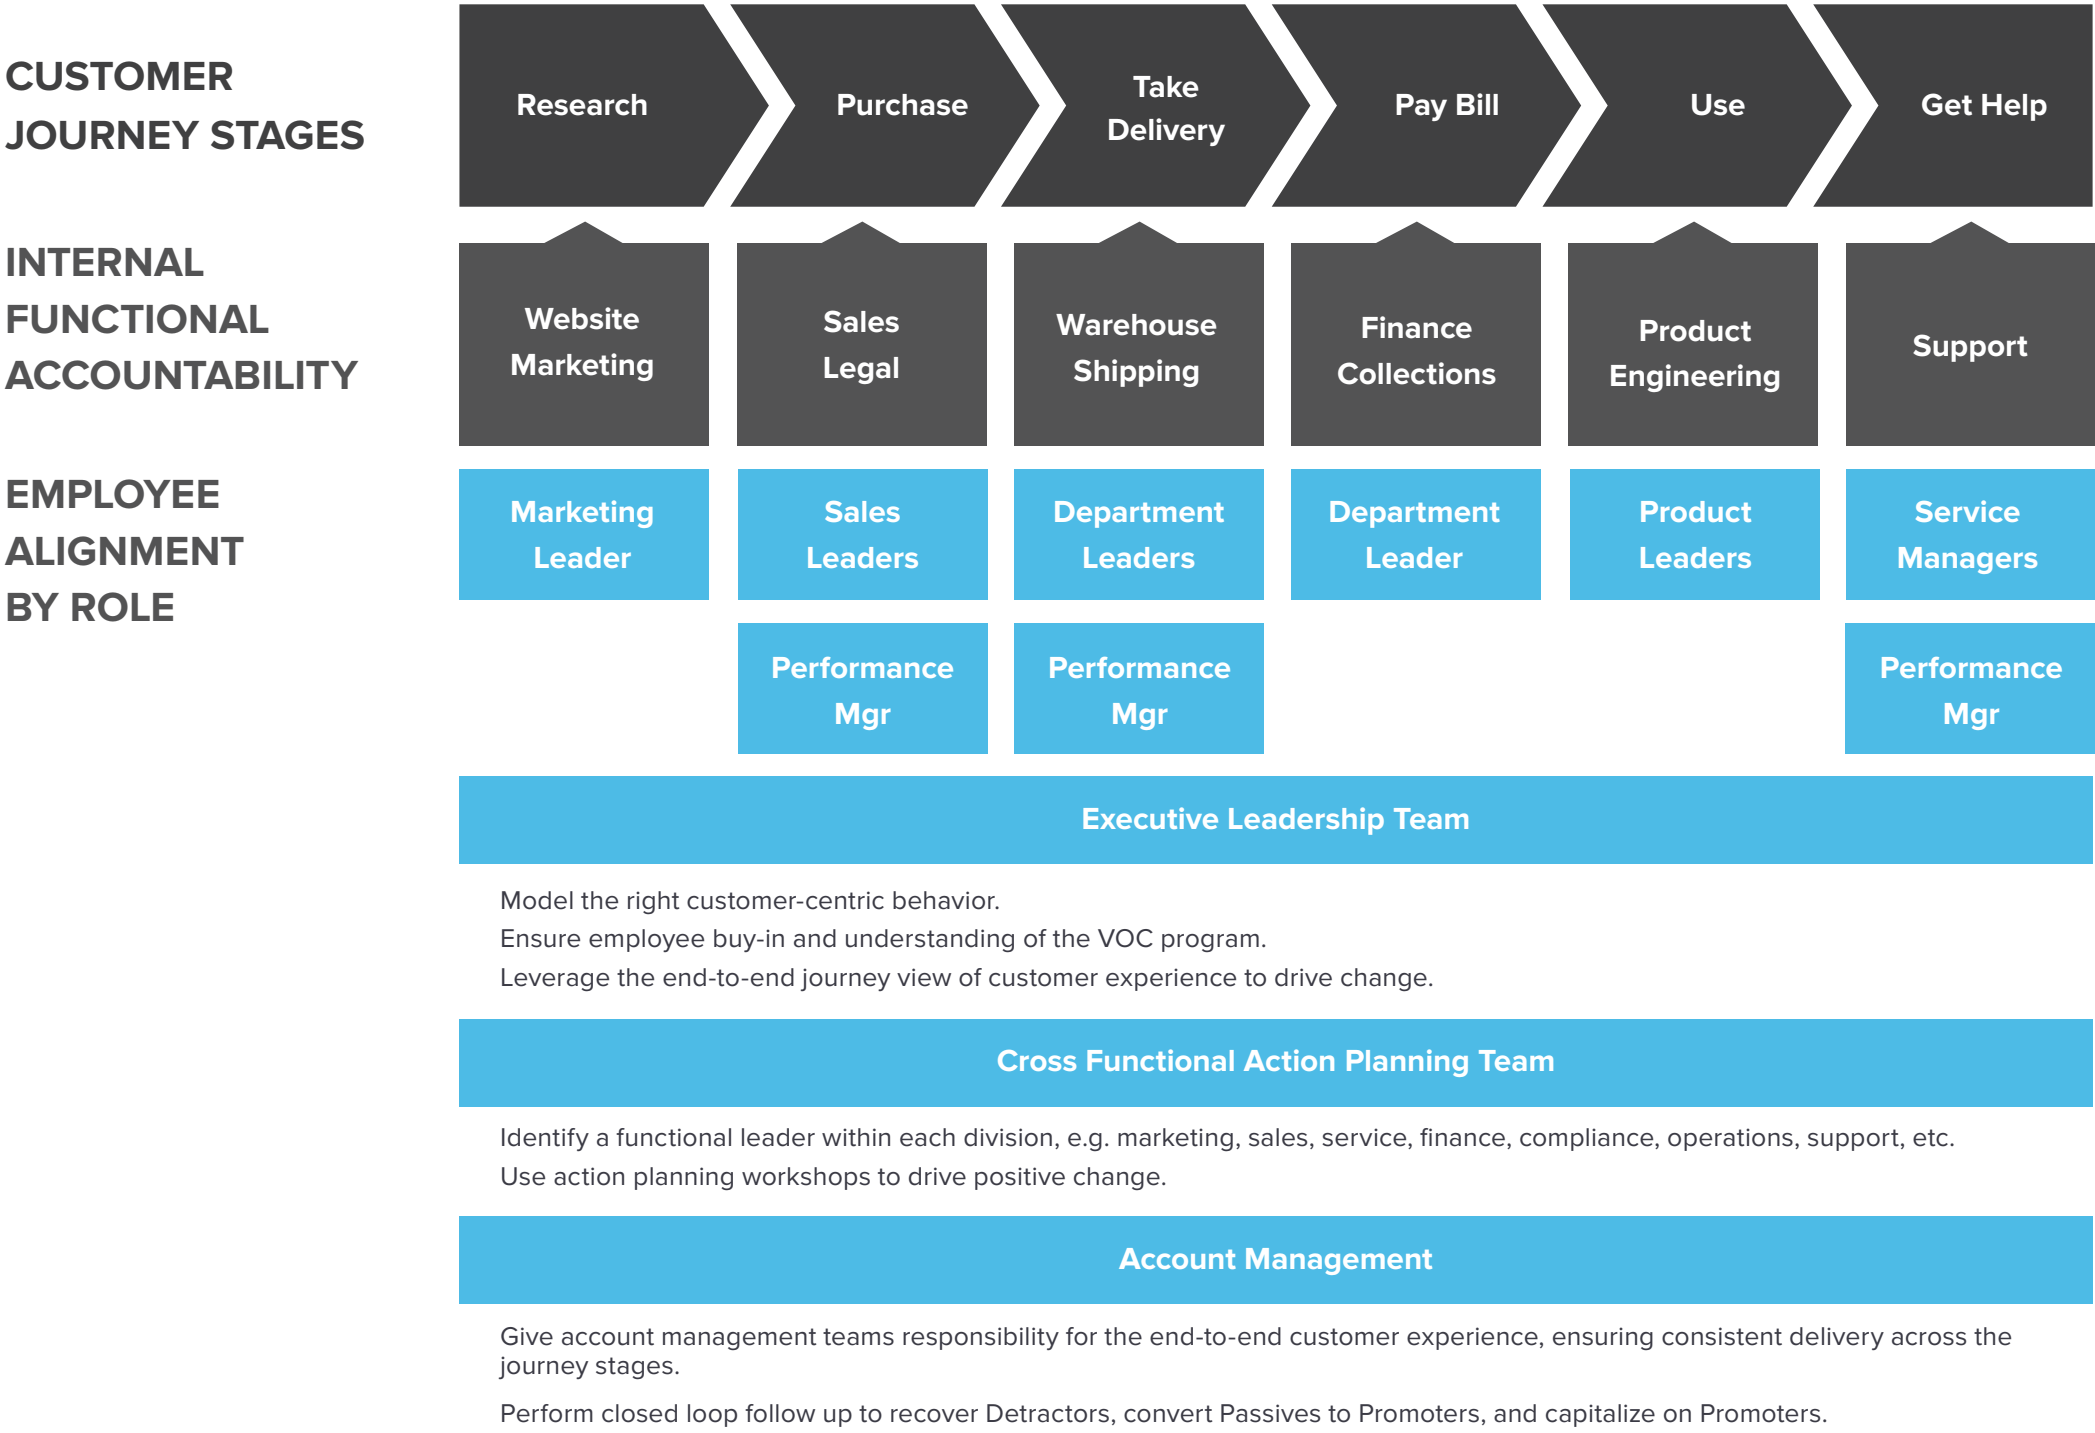 CUSTOMER
JOURNEY STAGES
Research
Purchase
Take
Delivery
Pay Bill
Use
Get Help
INTERNAL
FUNCTIONAL
ACCOUNTABILITY
Website
Marketing
Sales
Legal
Warehouse
Shipping
Finance
Collections
Product
Engineering
Support
EMPLOYEE
ALIGNMENT
BY ROLE
Marketing
Leader
Sales
Leaders
Department
Leaders
Department
Leader
Product
Leaders
Service
Managers
Performance
Mgr
Performance
Mgr
Performance
Mgr
Executive Leadership Team
Model the right customer-centric behavior.
Ensure employee buy-in and understanding of the VOC program.
Leverage the end-to-end journey view of customer experience to drive change.
Cross Functional Action Planning Team
Identify a functional leader within each division, e.g. marketing, sales, service, finance, compliance, operations, support, etc.
Use action planning workshops to drive positive change.
Account Management
Give account management teams responsibility for the end-to-end customer experience, ensuring consistent delivery across the
journey stages.
Perform closed loop follow up to recover Detractors, convert Passives to Promoters, and capitalize on Promoters.